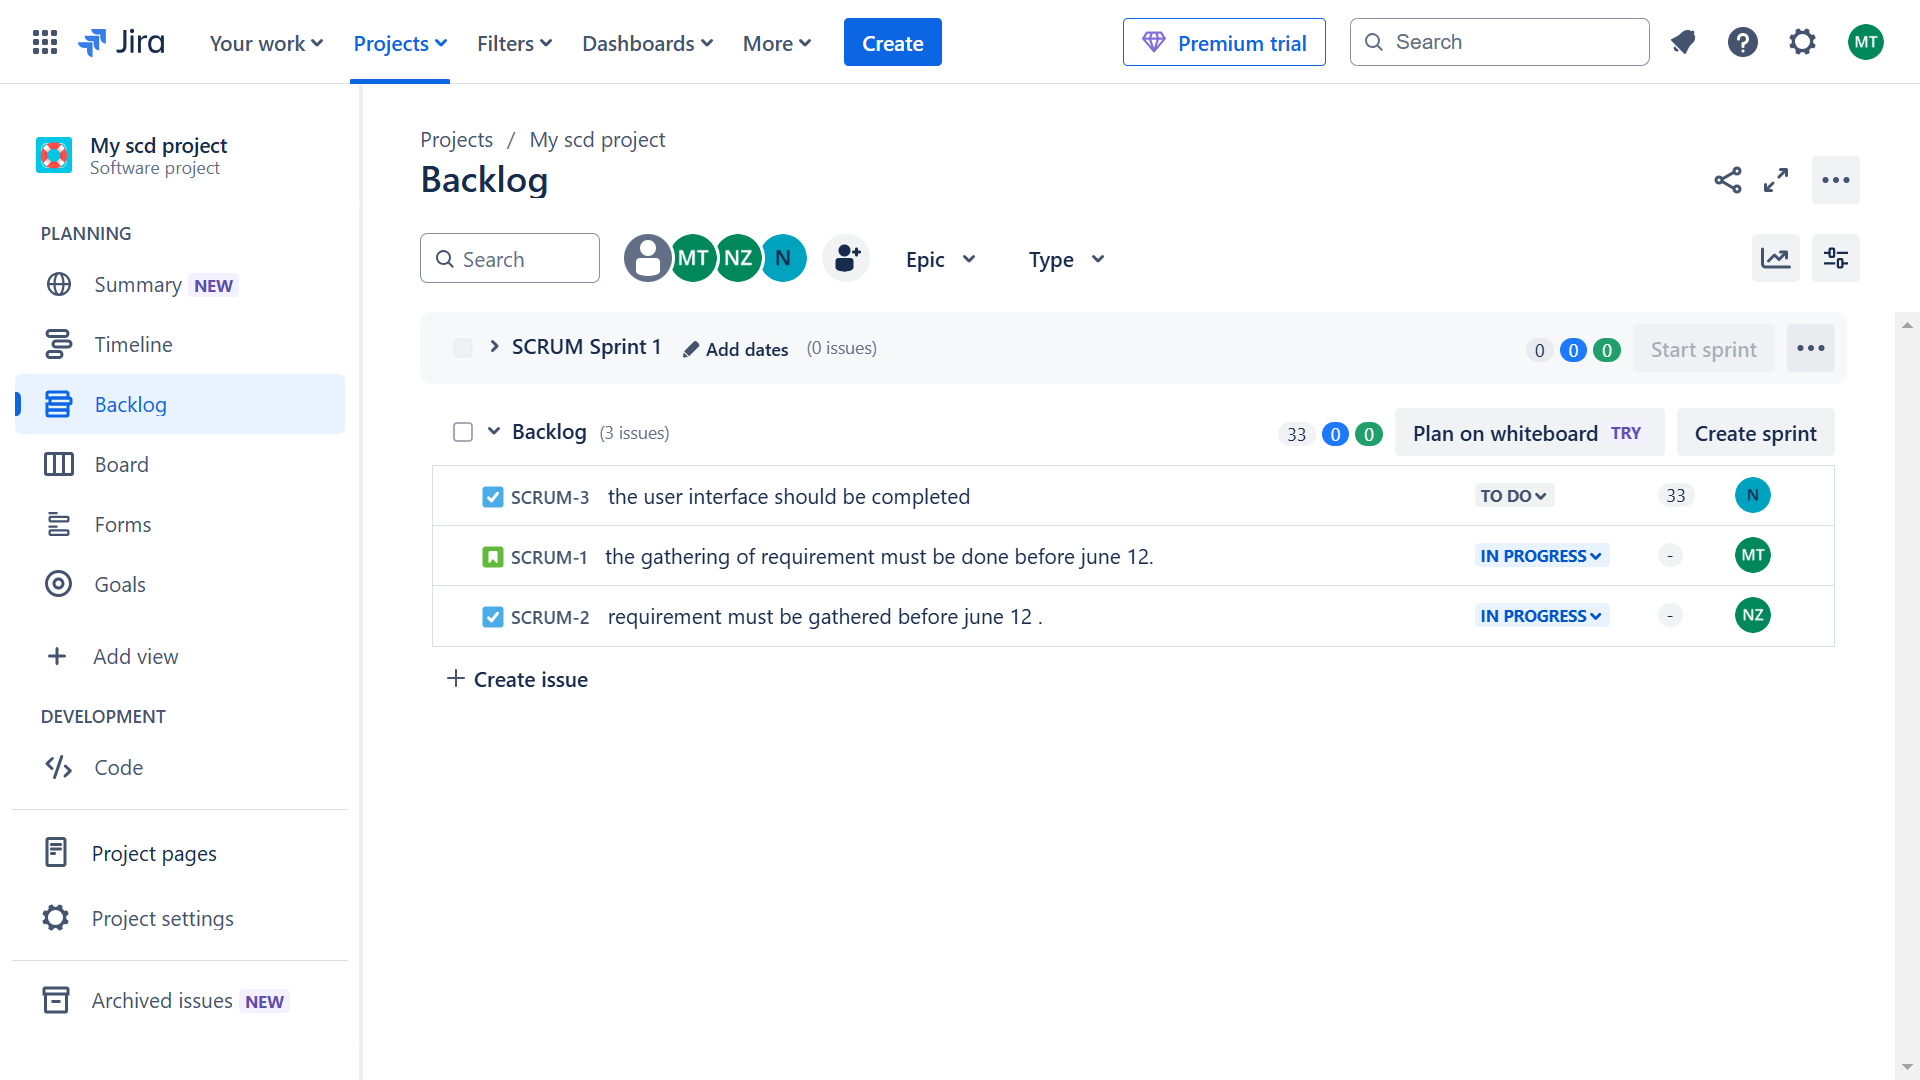 Jira
Your work
Projects
Filters
Dashboards
More
Create
Premium trial
Search
MT
My scd project
Software project
PLANNING
Summary NEW
Timeline
Backlog
Board
Forms
Goals
Add view
DEVELOPMENT
Code
Project pages
Project settings
Archived issues NEW
Projects / My scd project
Backlog
Search
MT NZ N
Epic
Type
SCRUM Sprint 1 Add dates (0 issues)
0 0 0 Start sprint
Backlog (3 issues)
33 0 0 Plan on whiteboard TRY Create sprint
SCRUM-3 the user interface should be completed TO DO 33 N
SCRUM-1 the gathering of requirement must be done before june 12. IN PROGRESS - MT
SCRUM-2 requirement must be gathered before june 12 . IN PROGRESS - NZ
Create issue